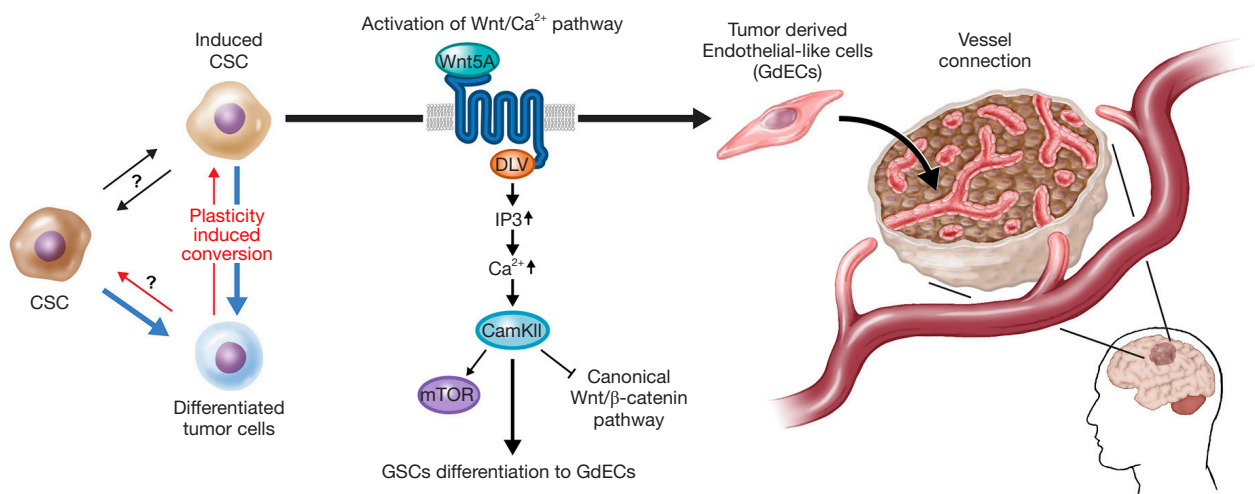 Induced
CSC
?
CSC
Plasticity
induced
conversion
?
Differentiated
tumor cells
Activation of Wnt/Ca²⁺ pathway
Wnt5A
DLV
IP3
Ca²⁺
CamKII
mTOR
Canonical
Wnt/β-catenin
pathway
GSCs differentiation to GdECs
Tumor derived
Endothelial-like cells
(GdECs)
Vessel
connection